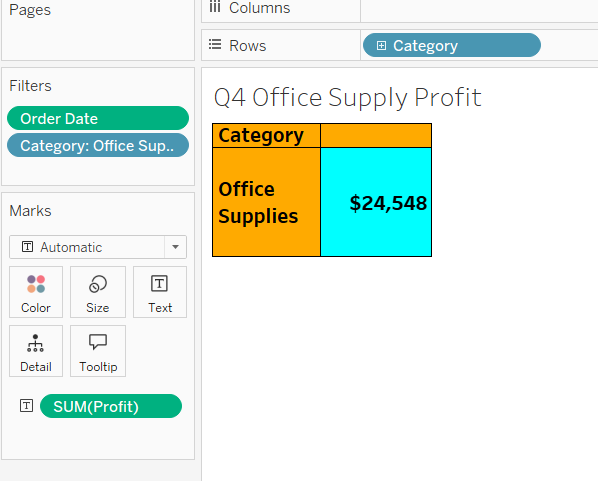 Pages
Columns
Rows
Category
Filters
Order Date
Category: Office Sup..
Marks
Automatic
Color
Size
Text
Detail
Tooltip
SUM(Profit)
Q4 Office Supply Profit
Category
Office
Supplies
$24,548